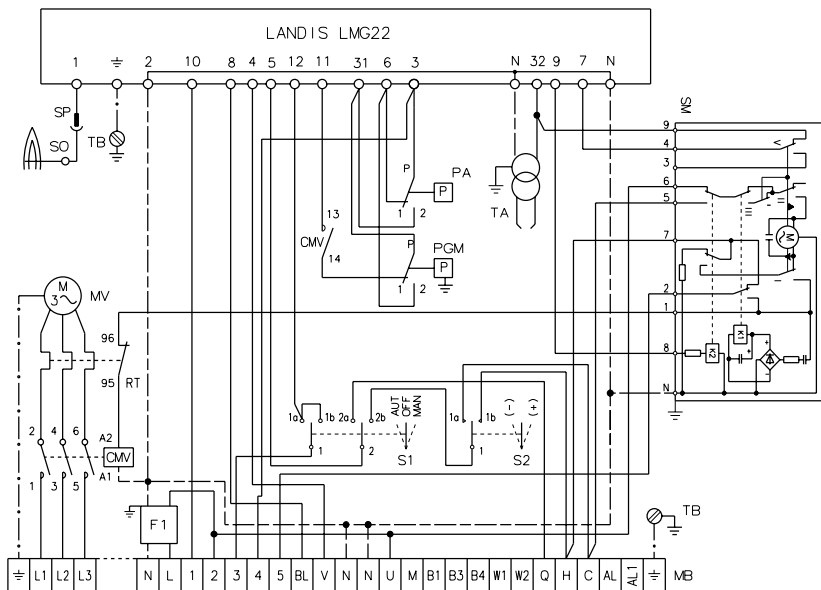 LANDIS LMG22
1 ⏚ 2 10 8 4 5 12 11 31 6 3 N 32 9 7 N
SP
SO
TB
SM
9
4
3
6
5
7
2
1
8
N
P
PA
P
1 2
TA
13
CMV
14
P
PGM
P
1 2
M
M
3
MV
96
95
RT
K2
K1
+
+
-
1a 1b 2a 2b
AUT
OFF
MAN
1a 1b
(-)
(+)
1 2 S1 1 S2
2 4 6 A2
CMV
1 3 5 A1
F1
TB
⏚ L1 L2 L3 N L 1 2 3 4 5 BL V N N U M B1 B3 B4 W1 W2 Q H C AL AL1 ⏚ MB